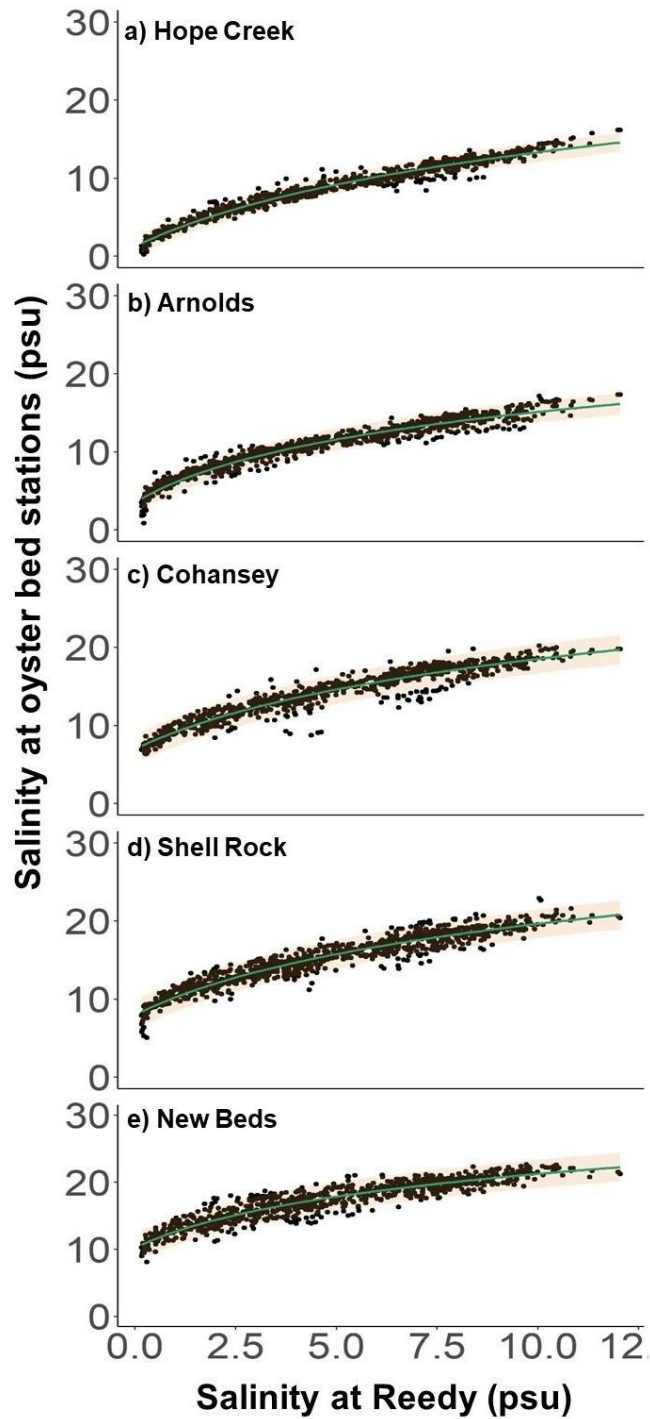 Salinity at oyster bed stations (psu)
a) Hope Creek
30
20
10
0
b) Arnolds
30
20
10
0
c) Cohansey
30
20
10
0
d) Shell Rock
30
20
10
0
e) New Beds
30
20
10
0
0.0 2.5 5.0 7.5 10.0 12.
Salinity at Reedy (psu)